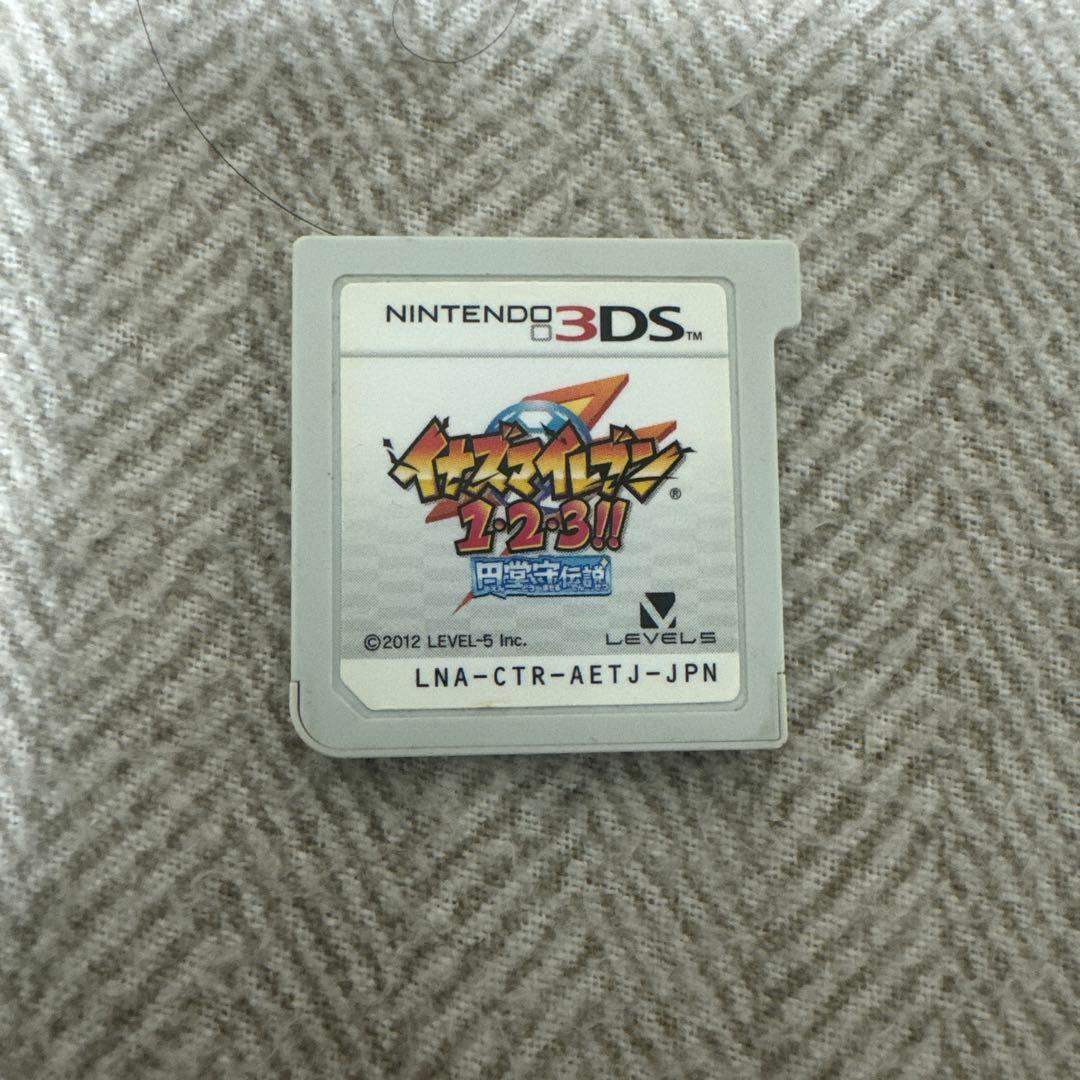 NINTENDO 3DS™
イナズマイレブン®
1・2・3!!
円堂守伝説
LEVEL5
©2012 LEVEL-5 Inc.
LNA-CTR-AETJ-JPN